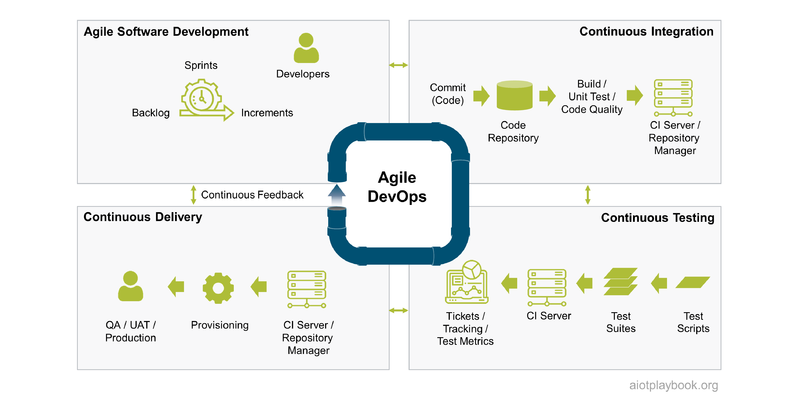 Agile Software Development
Developers
Sprints
Backlog
Increments
Continuous Integration
Commit
(Code)
Code
Repository
Build /
Unit Test /
Code Quality
CI Server /
Repository
Manager
Agile
DevOps
Continuous Feedback
Continuous Delivery
QA / UAT /
Production
Provisioning
CI Server /
Repository
Manager
Continuous Testing
Tickets /
Tracking /
Test Metrics
CI Server
Test
Suites
Test
Scripts
aiotplaybook.org